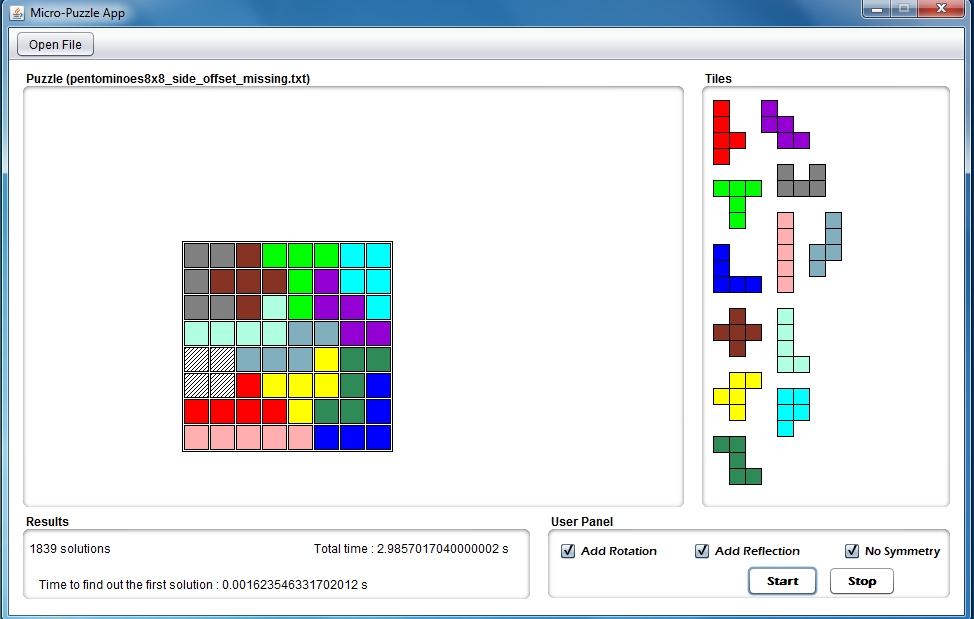 Micro-Puzzle App
Open File
Puzzle (pentominoes8x8_side_offset_missing.txt)
Tiles
Results
1839 solutions
Total time : 2.9857017040000002 s
Time to find out the first solution : 0.001623546331702012 s
User Panel
Add Rotation
Add Reflection
No Symmetry
Start
Stop